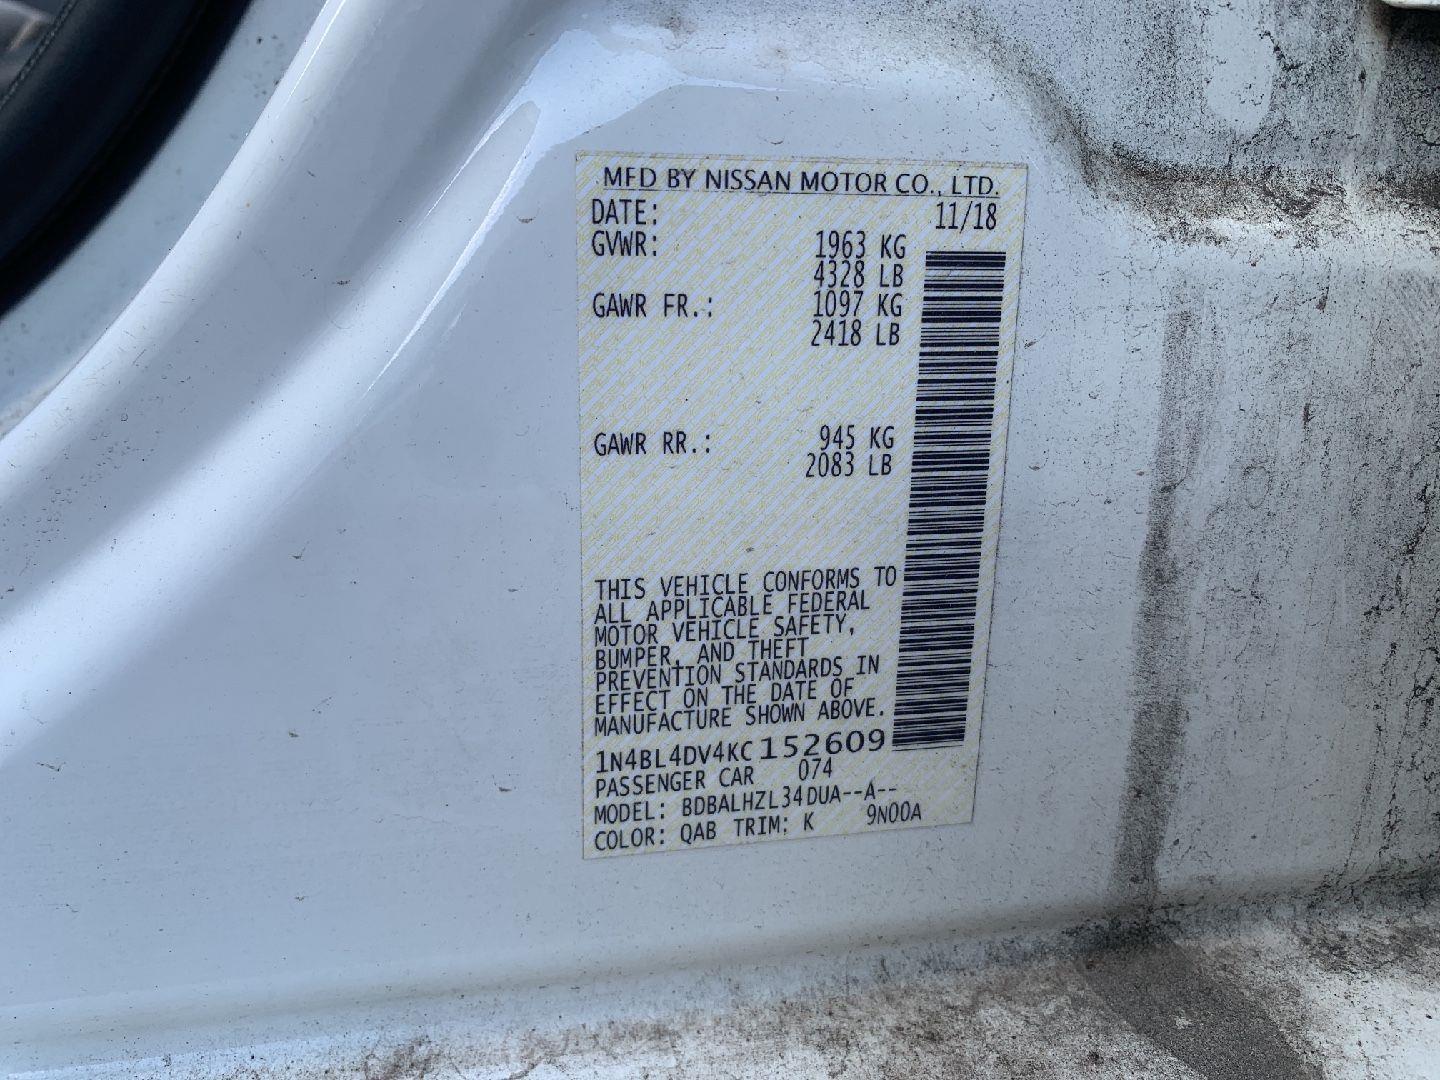 MFD BY NISSAN MOTOR CO., LTD.
DATE: 11/18
GVWR: 1963 KG
4328 LB
GAWR FR.: 1097 KG
2418 LB
GAWR RR.: 945 KG
2083 LB
THIS VEHICLE CONFORMS TO
ALL APPLICABLE FEDERAL
MOTOR VEHICLE SAFETY,
BUMPER, AND THEFT
PREVENTION STANDARDS IN
EFFECT ON THE DATE OF
MANUFACTURE SHOWN ABOVE.
1N4BL4DV4KC152609
PASSENGER CAR 074
MODEL: BDBALHZL34DUA--A--
COLOR: QAB TRIM: K 9N00A